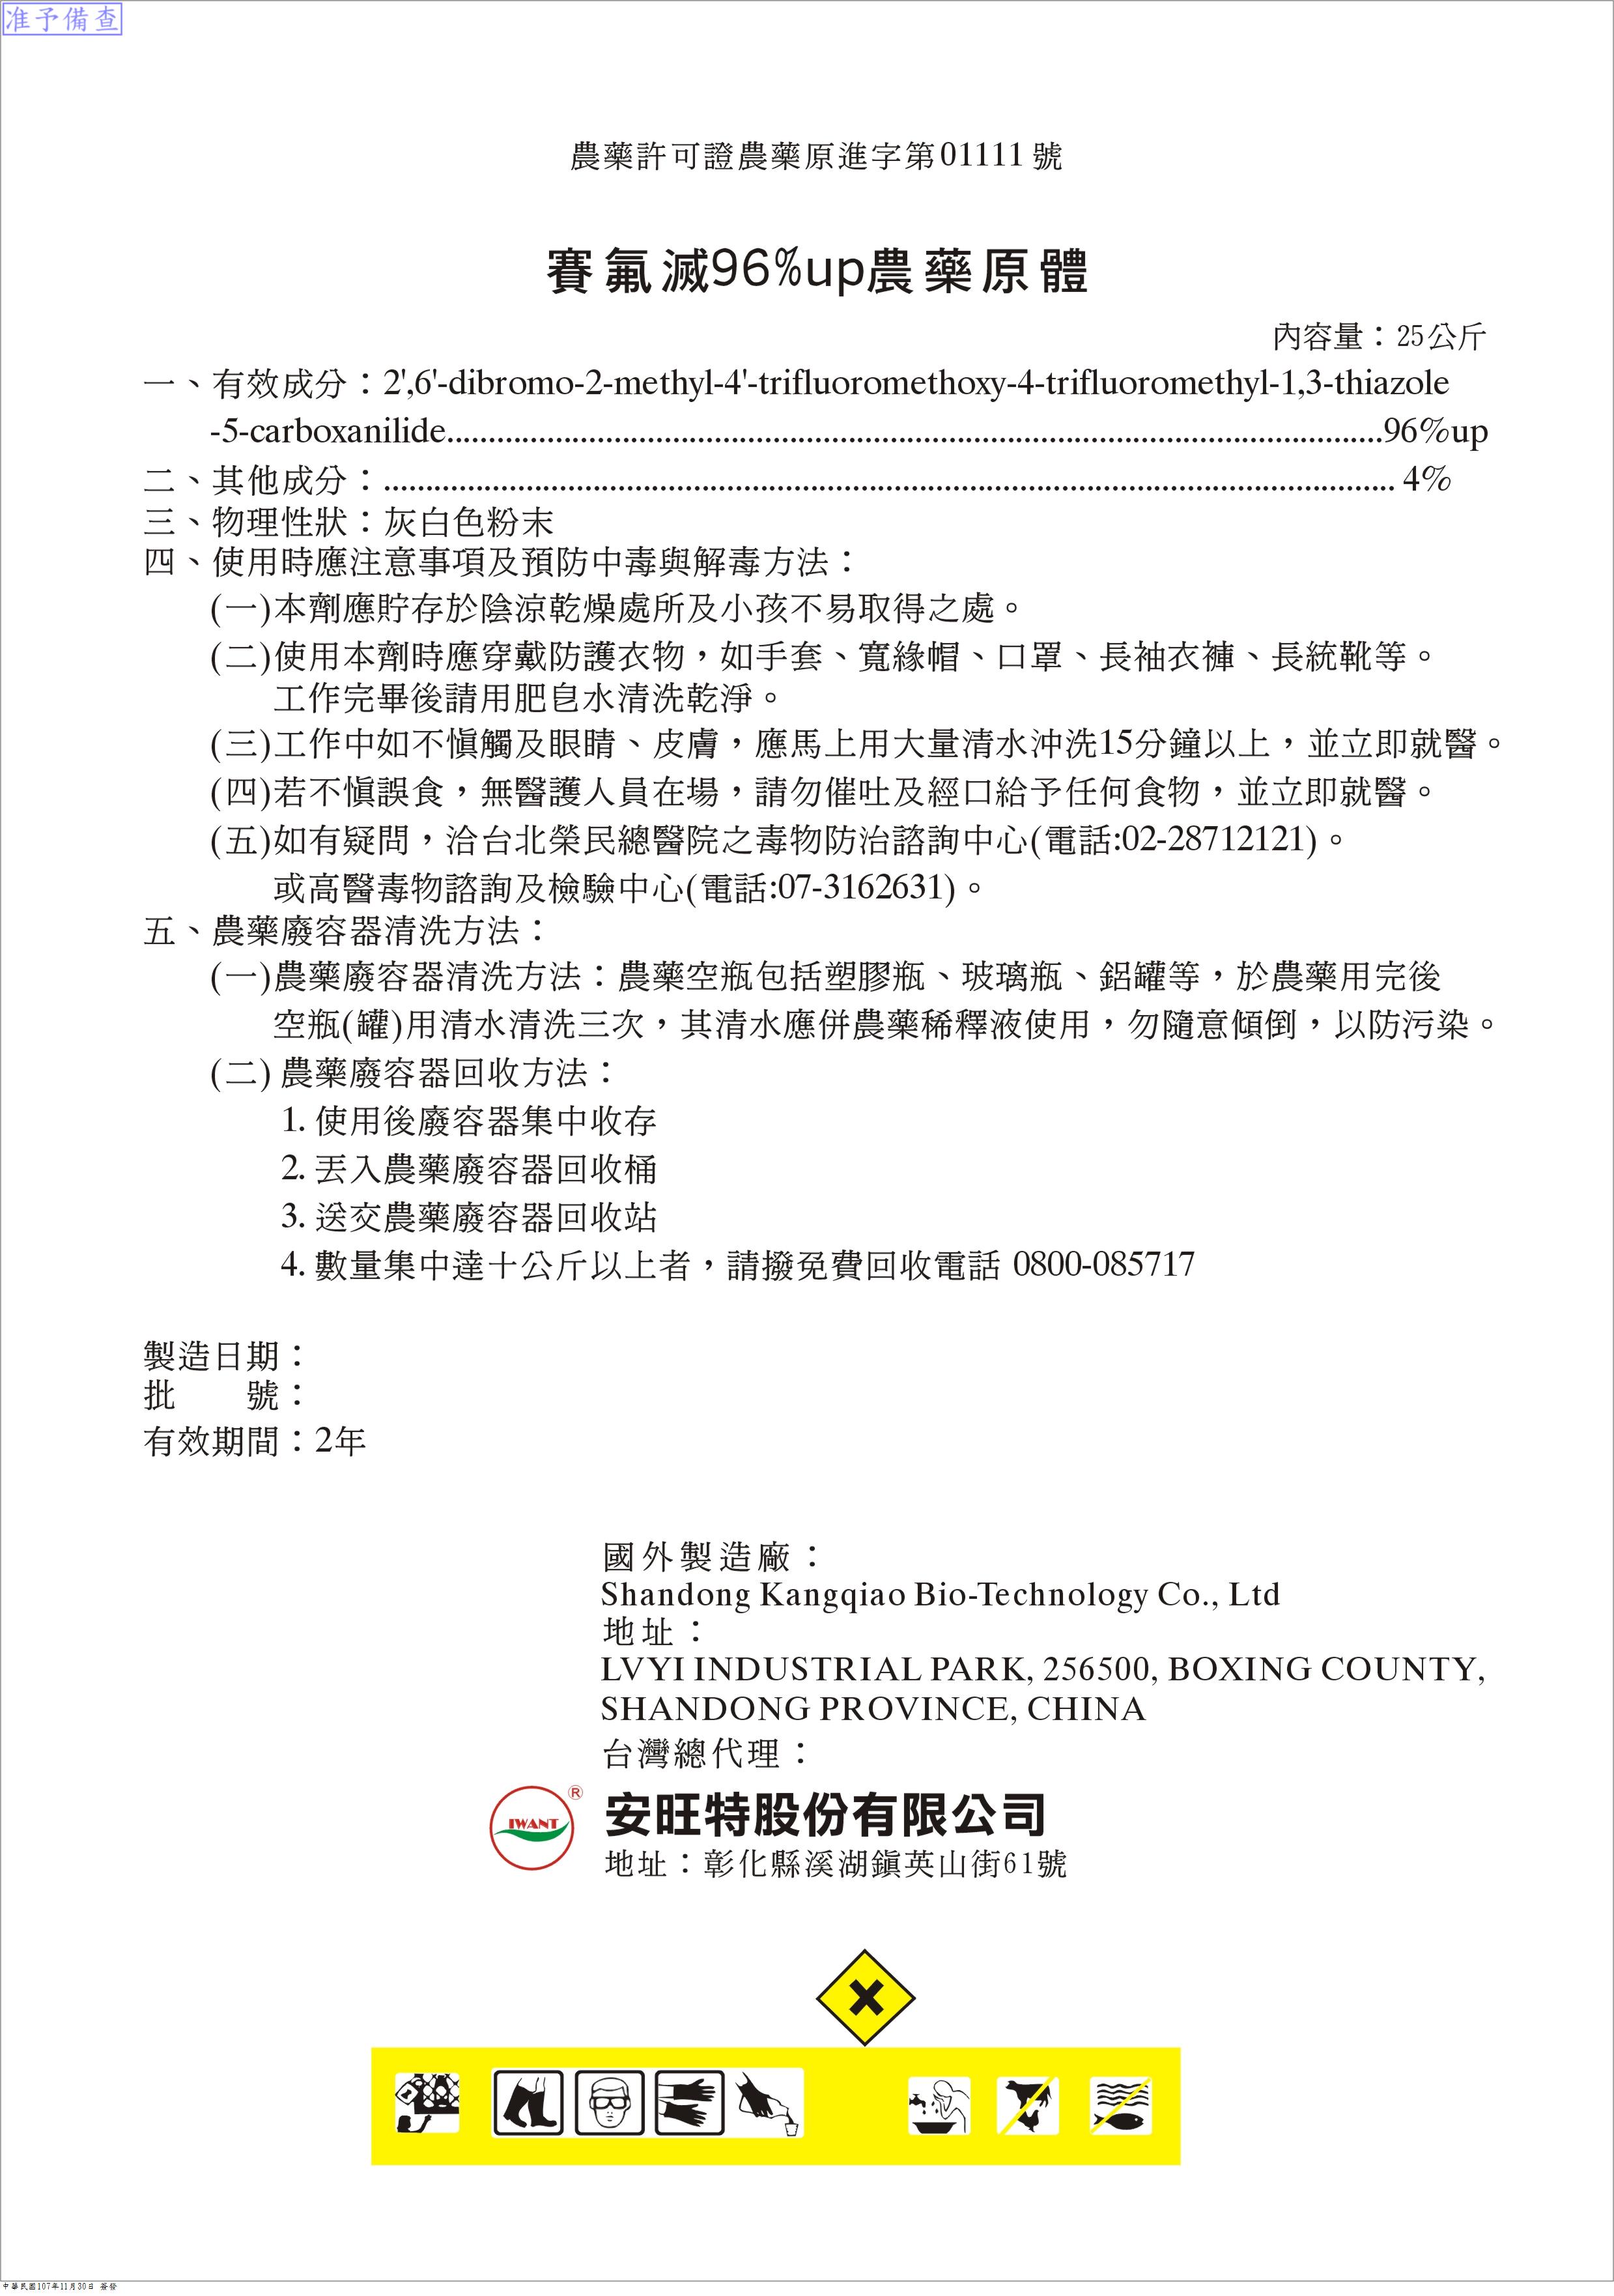 准予備查
農藥許可證農藥原進字第01111號
賽氟滅96%up農藥原體
內容量：25公斤
一、有效成分：2',6'-dibromo-2-methyl-4'-trifluoromethoxy-4-trifluoromethyl-1,3-thiazole
-5-carboxanilide................................................................................................................96%up
二、其他成分：......................................................................................................................... 4%
三、物理性狀：灰白色粉末
四、使用時應注意事項及預防中毒與解毒方法：
(一)本劑應貯存於陰涼乾燥處所及小孩不易取得之處。
(二)使用本劑時應穿戴防護衣物，如手套、寬緣帽、口罩、長袖衣褲、長統靴等。
工作完畢後請用肥皂水清洗乾淨。
(三)工作中如不慎觸及眼睛、皮膚，應馬上用大量清水沖洗15分鐘以上，並立即就醫。
(四)若不慎誤食，無醫護人員在場，請勿催吐及經口給予任何食物，並立即就醫。
(五)如有疑問，洽台北榮民總醫院之毒物防治諮詢中心(電話:02-28712121)。
或高醫毒物諮詢及檢驗中心(電話:07-3162631)。
五、農藥廢容器清洗方法：
(一)農藥廢容器清洗方法：農藥空瓶包括塑膠瓶、玻璃瓶、鋁罐等，於農藥用完後
空瓶(罐)用清水清洗三次，其清水應併農藥稀釋液使用，勿隨意傾倒，以防污染。
(二) 農藥廢容器回收方法：
1. 使用後廢容器集中收存
2. 丟入農藥廢容器回收桶
3. 送交農藥廢容器回收站
4. 數量集中達十公斤以上者，請撥免費回收電話 0800-085717
製造日期：
批　　號：
有效期間：2年
國外製造廠：
Shandong Kangqiao Bio-Technology Co., Ltd
地址：
LVYI INDUSTRIAL PARK, 256500, BOXING COUNTY,
SHANDONG PROVINCE, CHINA
台灣總代理：
IWANT ® 安旺特股份有限公司
地址：彰化縣溪湖鎮英山街61號
中華民國107年11月30日 簽發